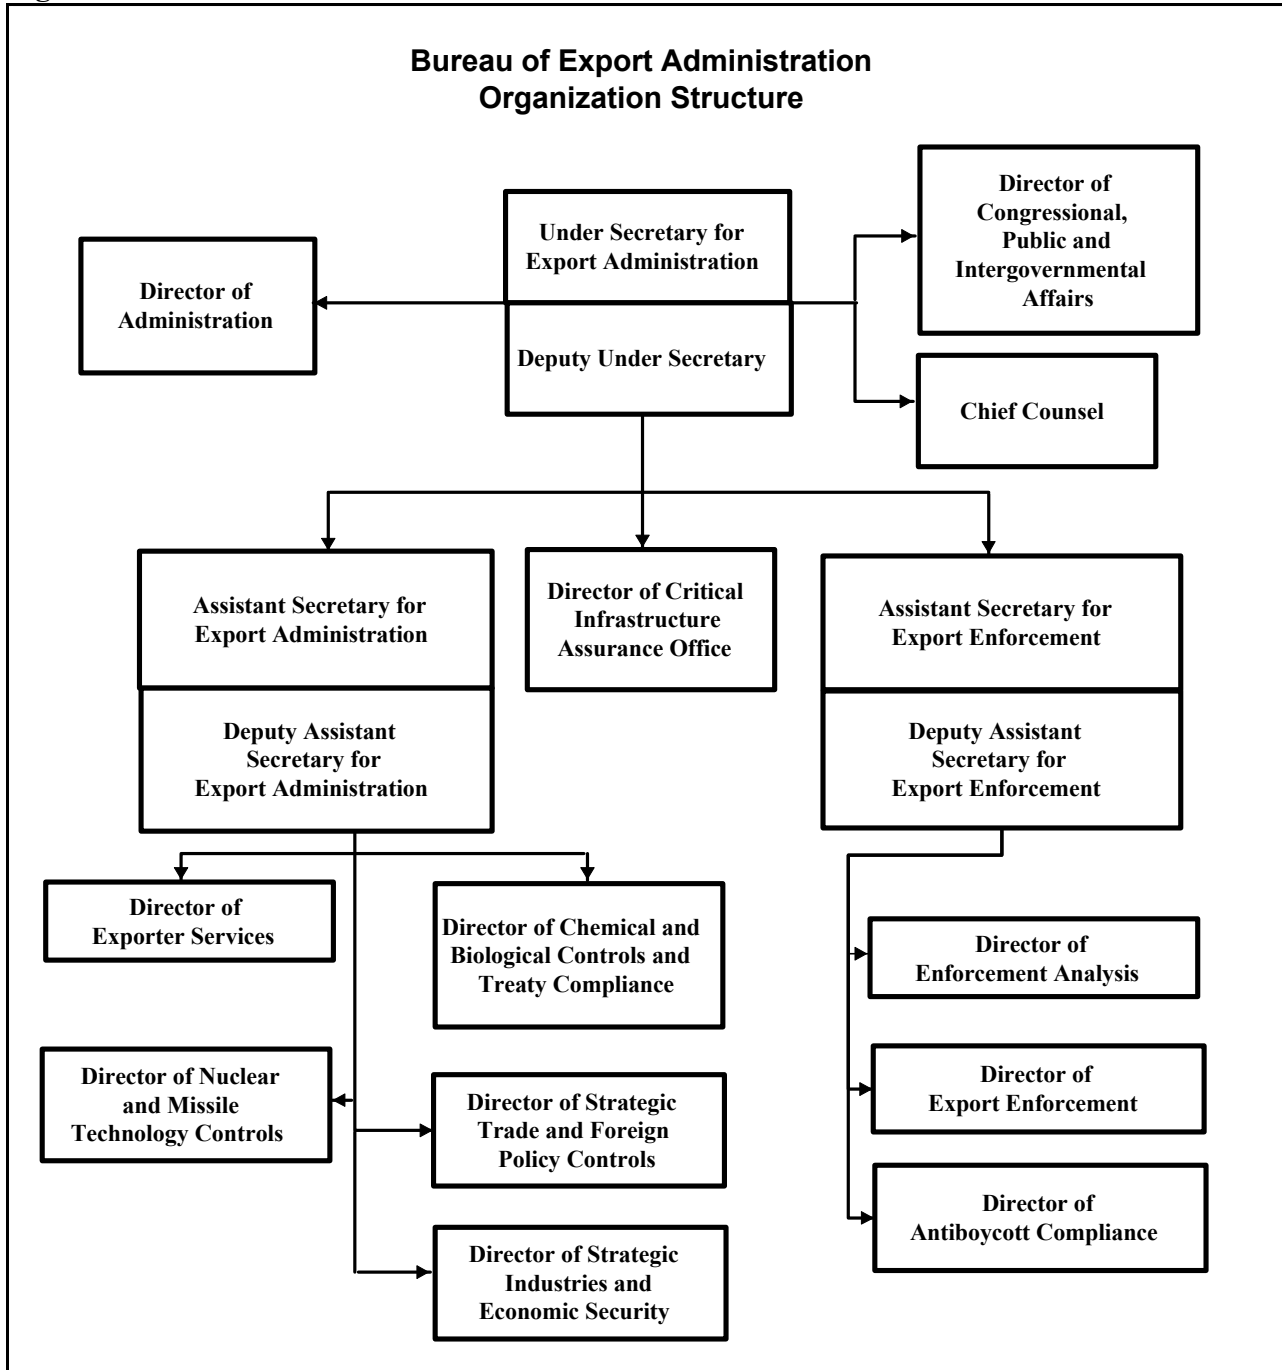 Bureau of Export Administration
Organization Structure
Director of
Congressional,
Public and
Intergovernmental
Affairs
Under Secretary for
Export Administration
Director of
Administration
Deputy Under Secretary
Chief Counsel
Assistant Secretary for
Export Administration
Director of Critical
Infrastructure
Assurance Office
Assistant Secretary for
Export Enforcement
Deputy Assistant
Secretary for
Export Administration
Deputy Assistant
Secretary for
Export Enforcement
Director of
Exporter Services
Director of Chemical and
Biological Controls and
Treaty Compliance
Director of
Enforcement Analysis
Director of Nuclear
and Missile
Technology Controls
Director of Strategic
Trade and Foreign
Policy Controls
Director of
Export Enforcement
Director of Strategic
Industries and
Economic Security
Director of
Antiboycott Compliance